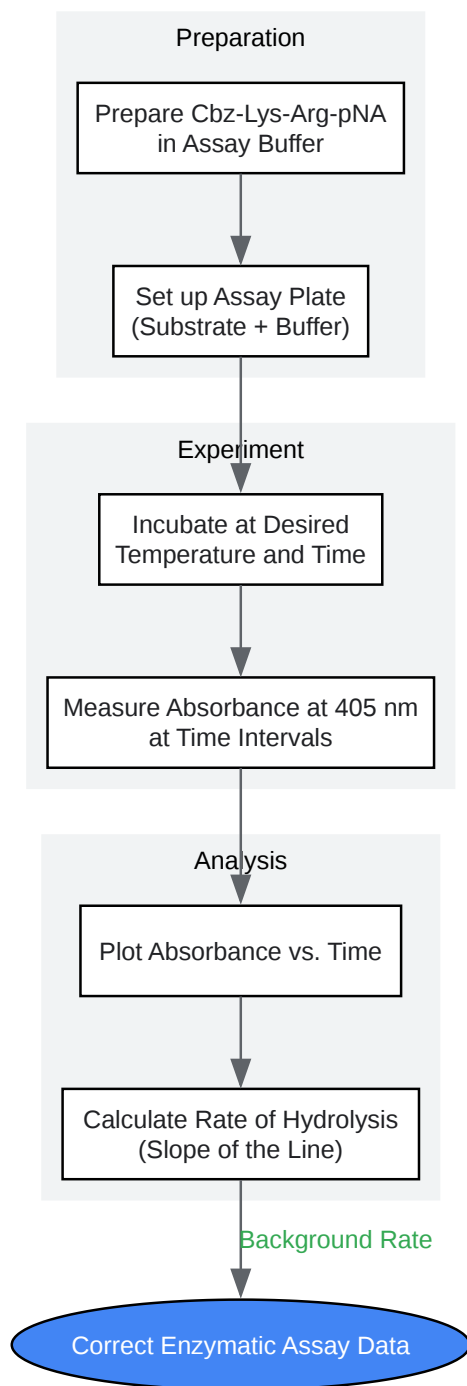 Preparation
Prepare Cbz-Lys-Arg-pNA
in Assay Buffer
Set up Assay Plate
(Substrate + Buffer)
Experiment
Incubate at Desired
Temperature and Time
Measure Absorbance at 405 nm
at Time Intervals
Analysis
Plot Absorbance vs. Time
Calculate Rate of Hydrolysis
(Slope of the Line)
Background Rate
Correct Enzymatic Assay Data